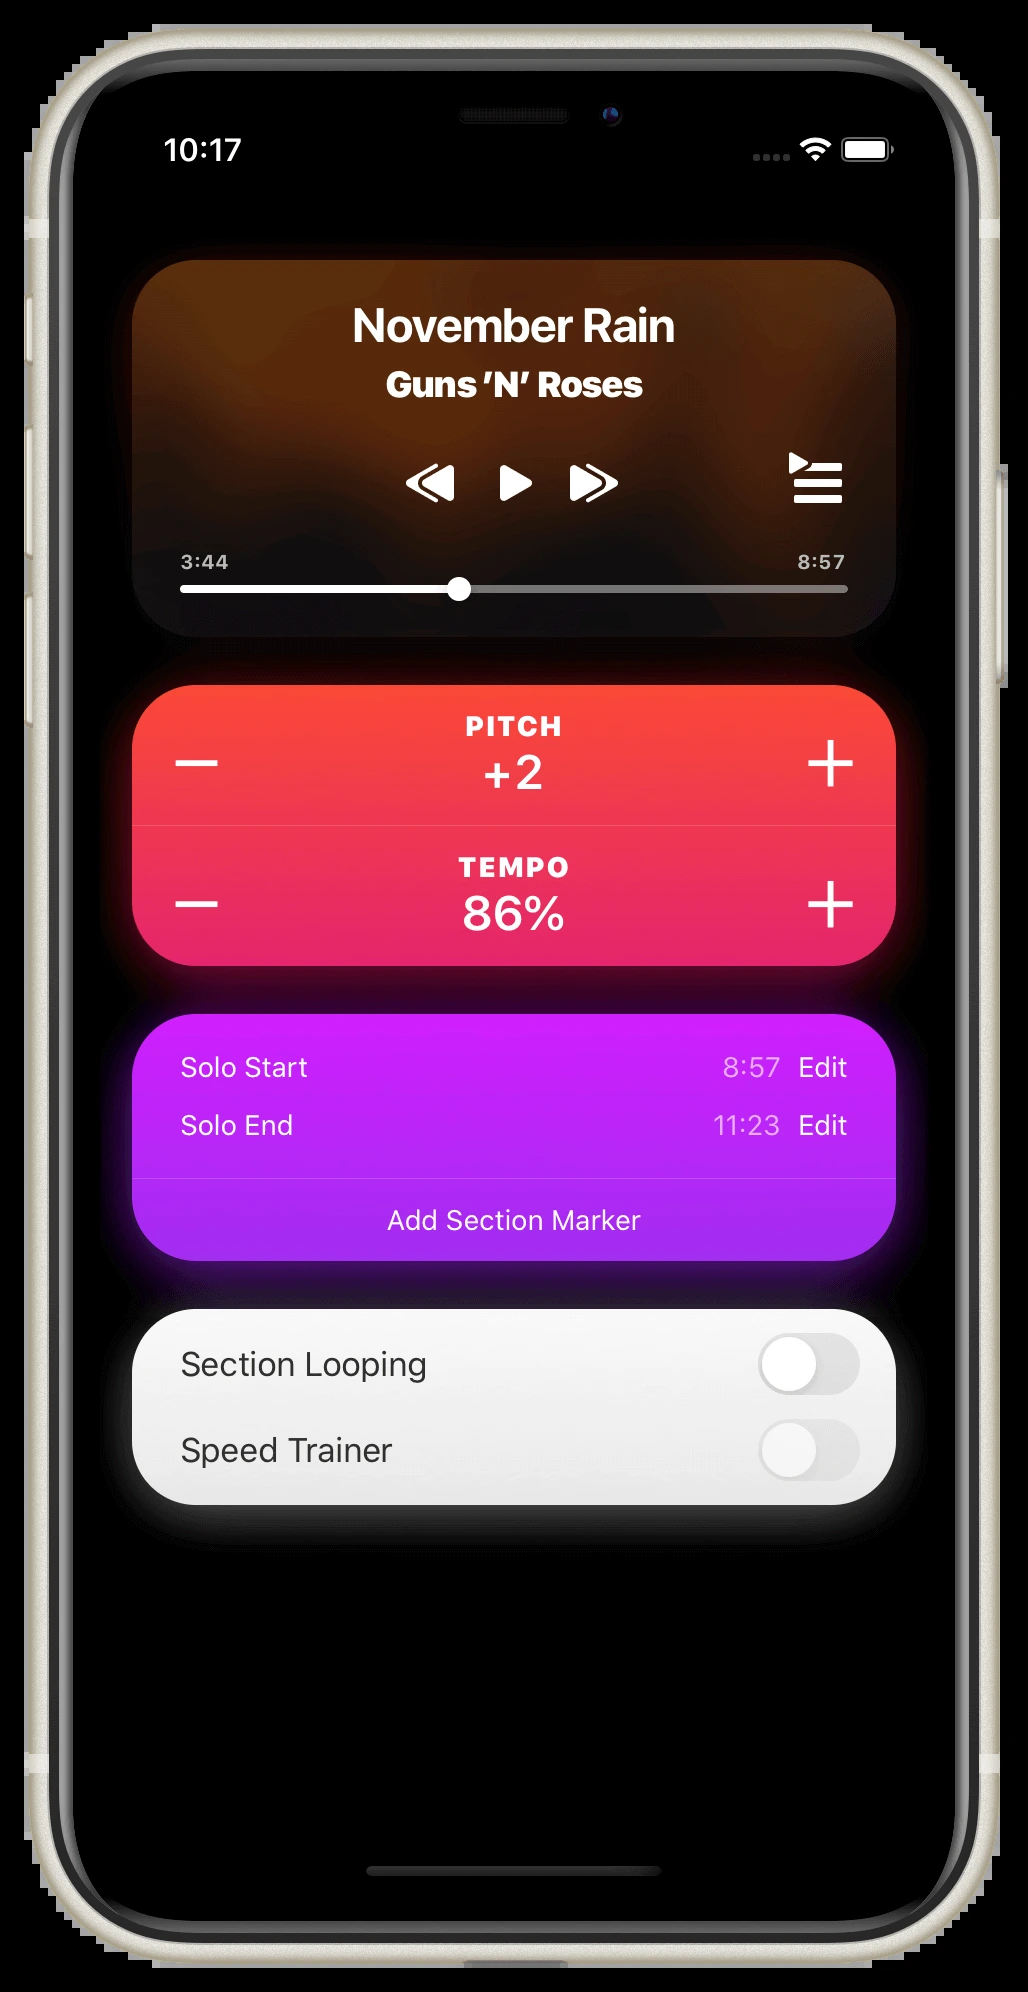 10:17
November Rain
Guns ’N’ Roses
3:44 8:57
PITCH
+2
TEMPO
86%
Solo Start 8:57 Edit
Solo End 11:23 Edit
Add Section Marker
Section Looping
Speed Trainer